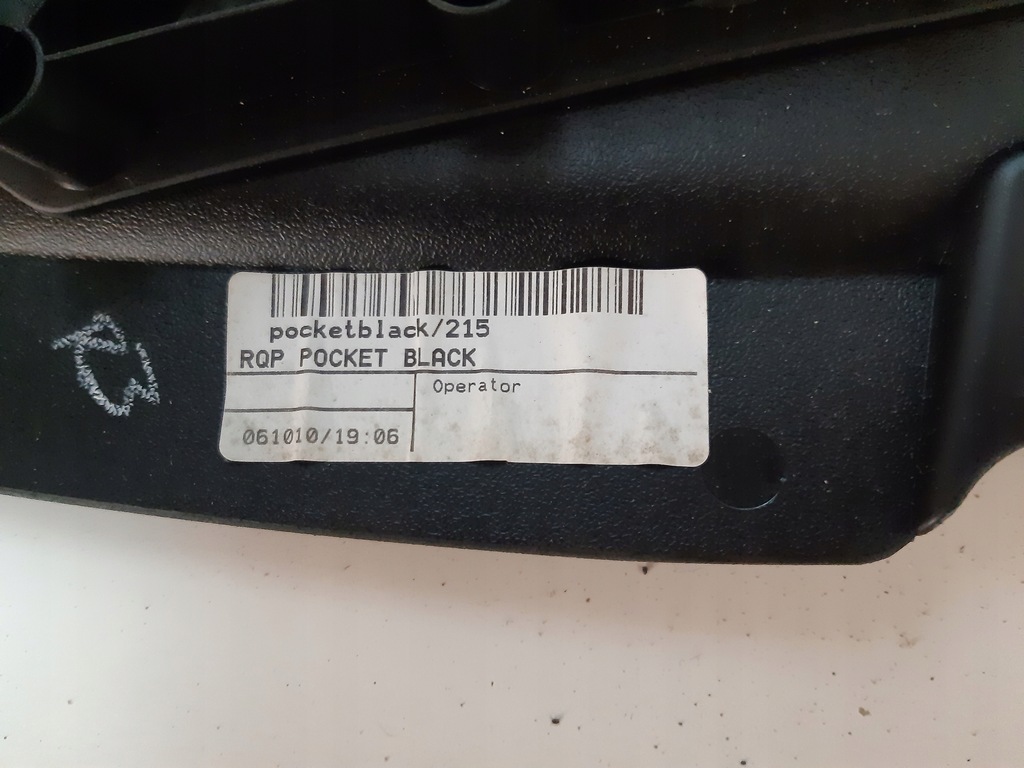 pocketblack/215
RQP POCKET BLACK
Operator
061010/19:06